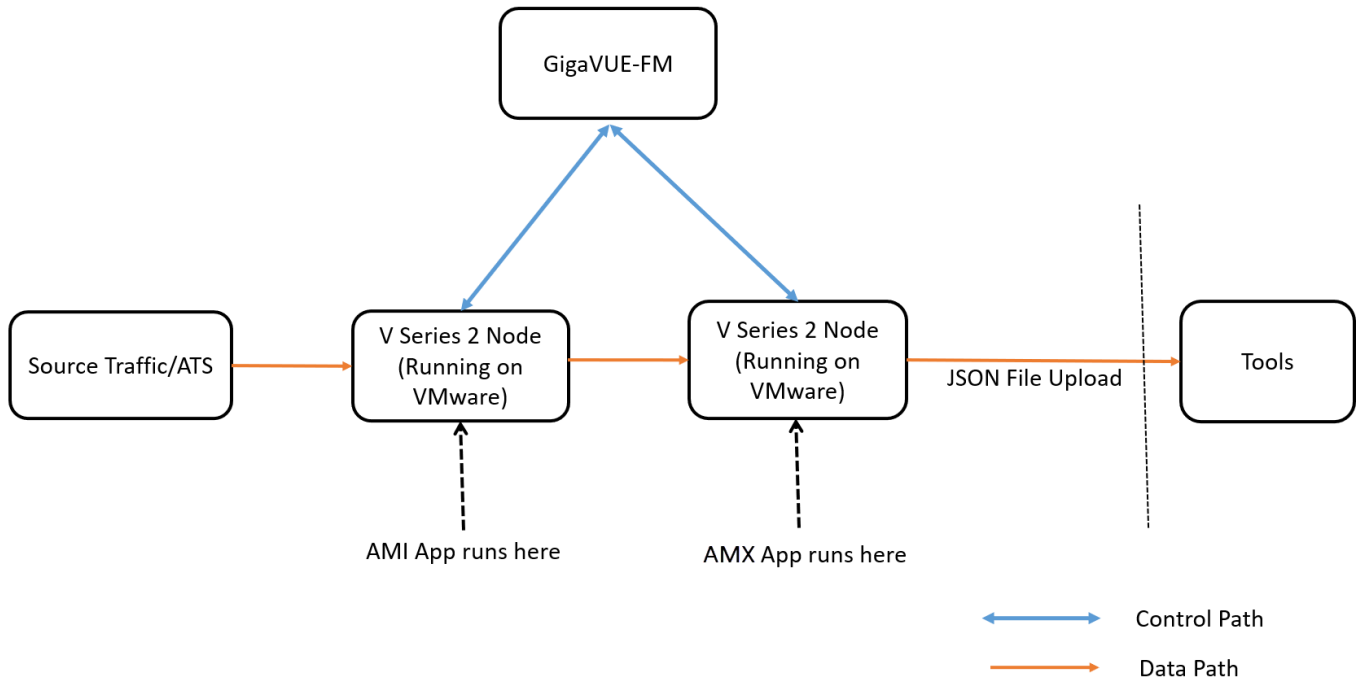 GigaVUE-FM
Source Traffic/ATS
V Series 2 Node
(Running on
VMware)
V Series 2 Node
(Running on
VMware)
JSON File Upload
Tools
AMI App runs here
AMX App runs here
Control Path
Data Path